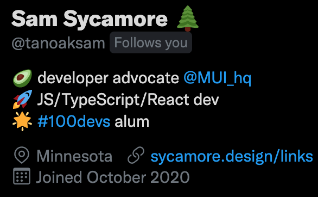 Sam Sycamore 🌲
@tanoaksam Follows you
🥑 developer advocate @MUI_hq
🚀 JS/TypeScript/React dev
🌟 #100devs alum
Minnesota sycamore.design/links
Joined October 2020